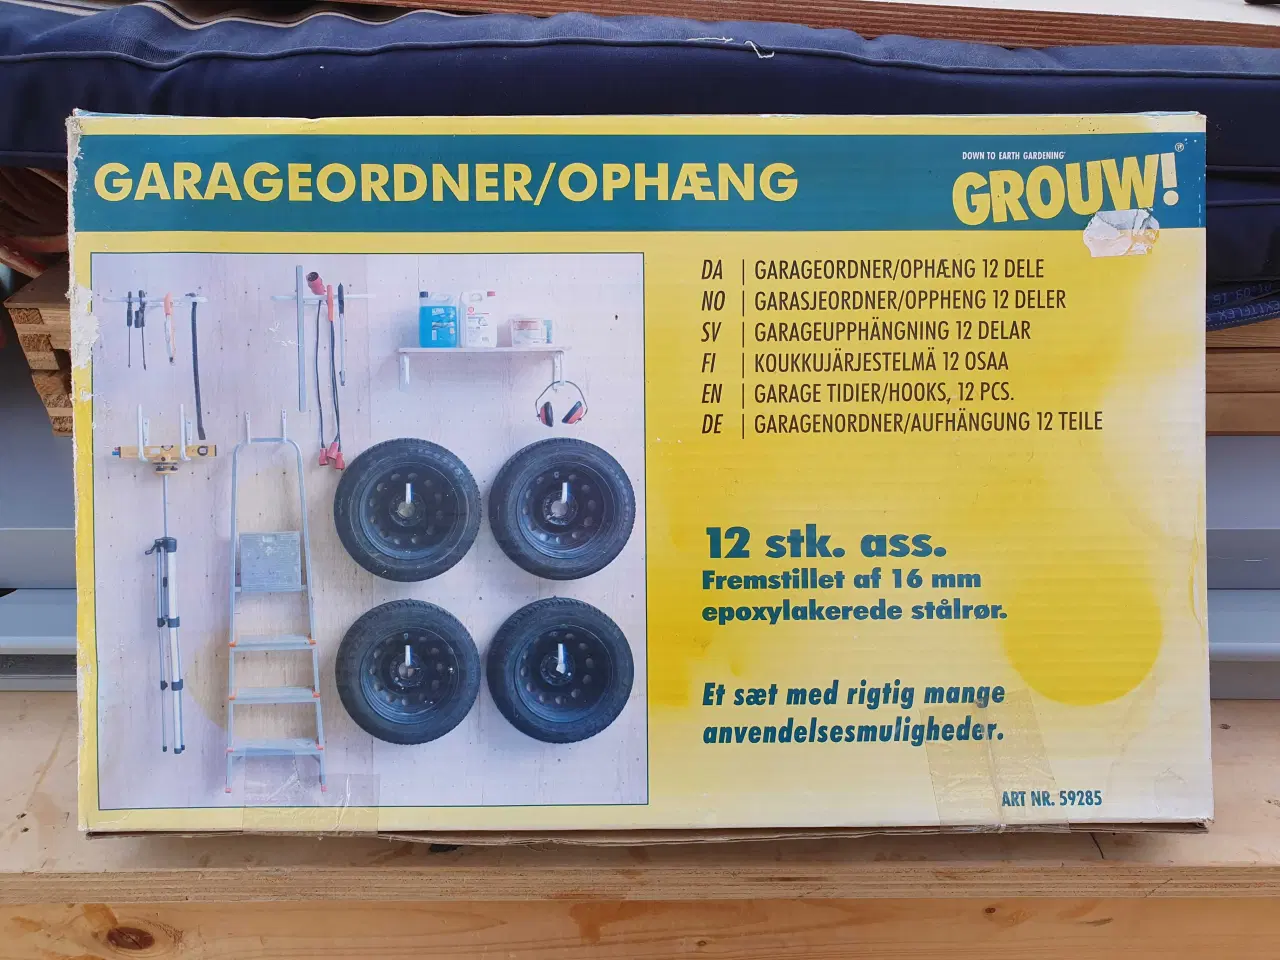 GARAGEORDNER/OPHÆNG
DOWN TO EARTH GARDENING
GROUW!
DA | GARAGEORDNER/OPHÆNG 12 DELE
NO | GARASJEORDNER/OPPHENG 12 DELER
SV | GARAGEUPPHÄNGNING 12 DELAR
FI | KOUKKUJÄRJESTELMÄ 12 OSAA
EN | GARAGE TIDIER/HOOKS, 12 PCS.
DE | GARAGENORDNER/AUFHÄNGUNG 12 TEILE
12 stk. ass.
Fremstillet af 16 mm
epoxylakerede stålrør.
Et sæt med rigtig mange
anvendelsesmuligheder.
ART NR. 59285